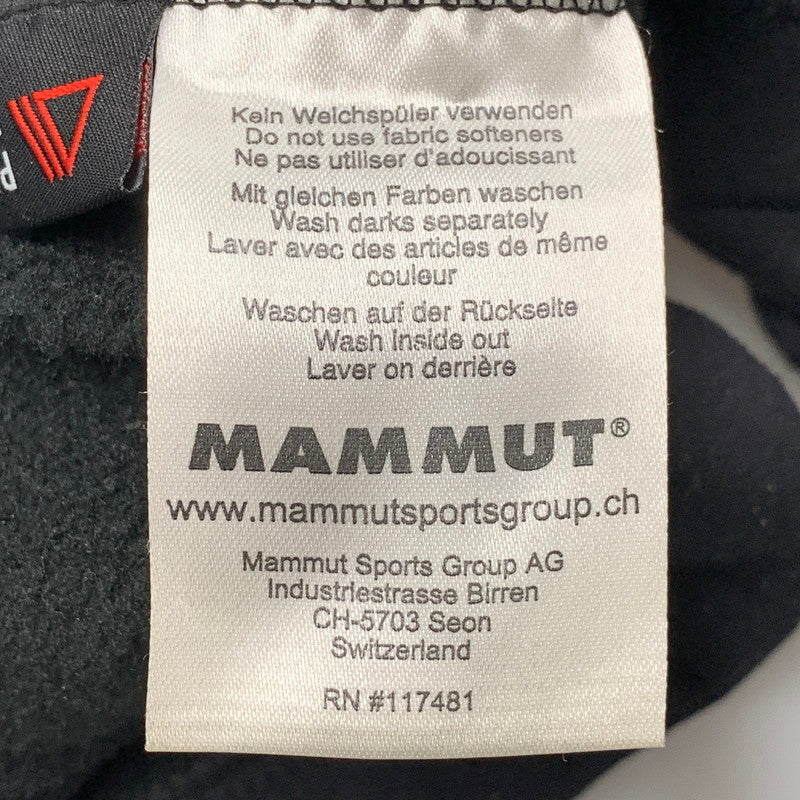 Kein Weichspüler verwenden
Do not use fabric softeners
Ne pas utiliser d'adoucissant
Mit gleichen Farben waschen
Wash darks separately
Laver avec des articles de même
couleur
Waschen auf der Rückseite
Wash inside out
Laver on derrière
MAMMUT®
www.mammutsportsgroup.ch
Mammut Sports Group AG
Industriestrasse Birren
CH-5703 Seon
Switzerland
RN #117481